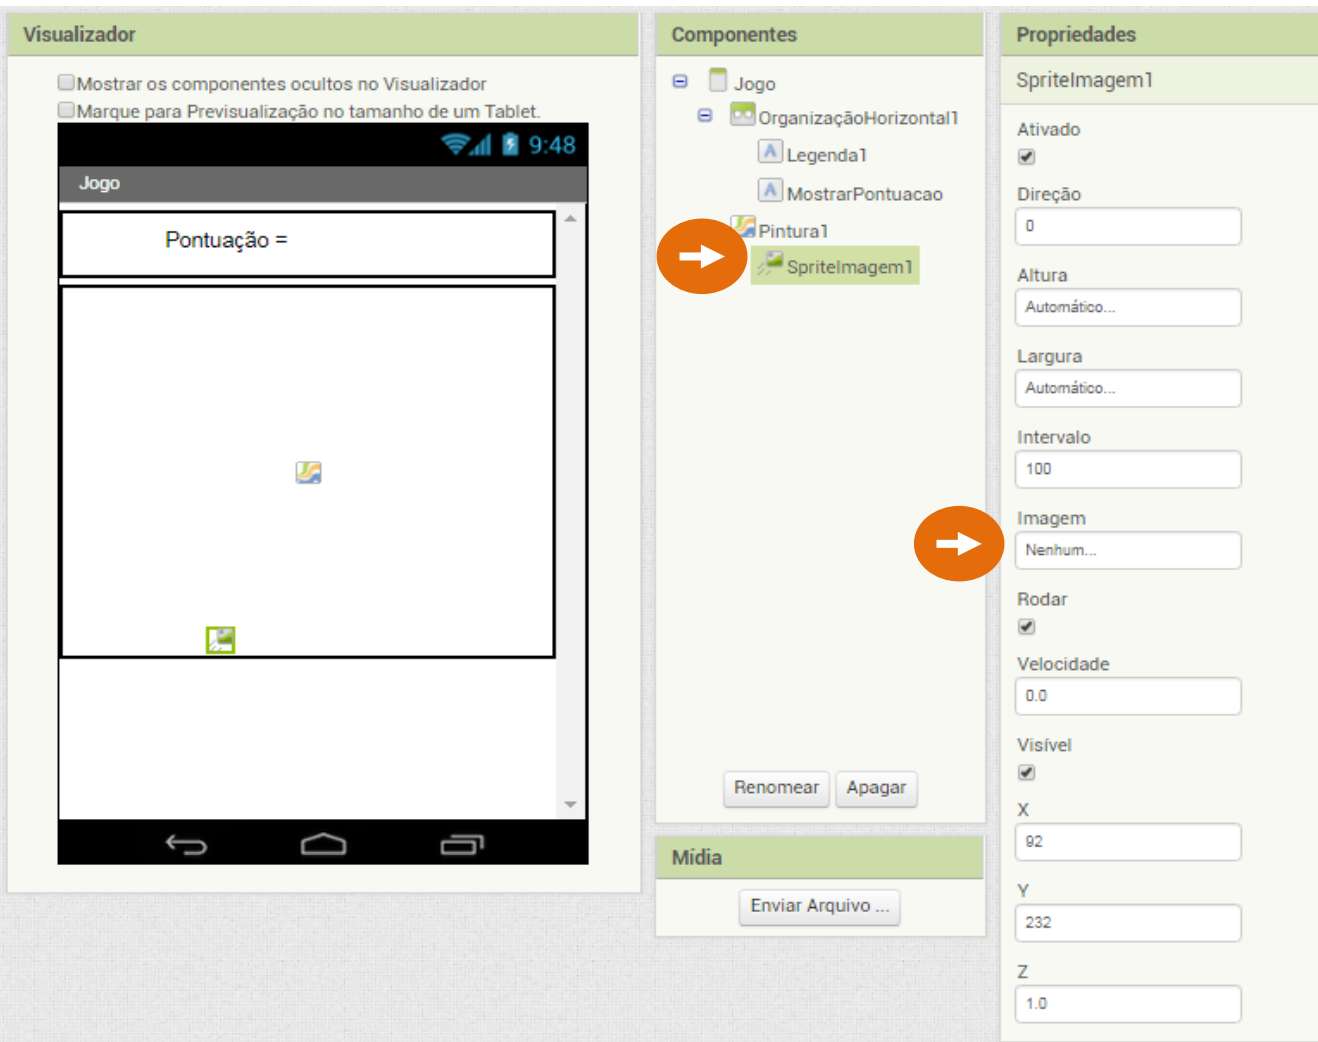 Visualizador
Mostrar os componentes ocultos no Visualizador
Marque para Previsualização no tamanho de um Tablet.
9:48
Jogo
Pontuação =
Componentes
Jogo
OrganizaçãoHorizontal1
Legenda1
MostrarPontuacao
Pintura1
SpriteImagem1
Renomear
Apagar
Mídia
Enviar Arquivo ...
Propriedades
SpriteImagem1
Ativado
Direção
0
Altura
Automático...
Largura
Automático...
Intervalo
100
Imagem
Nenhum...
Rodar
Velocidade
0.0
Visível
X
92
Y
232
Z
1.0